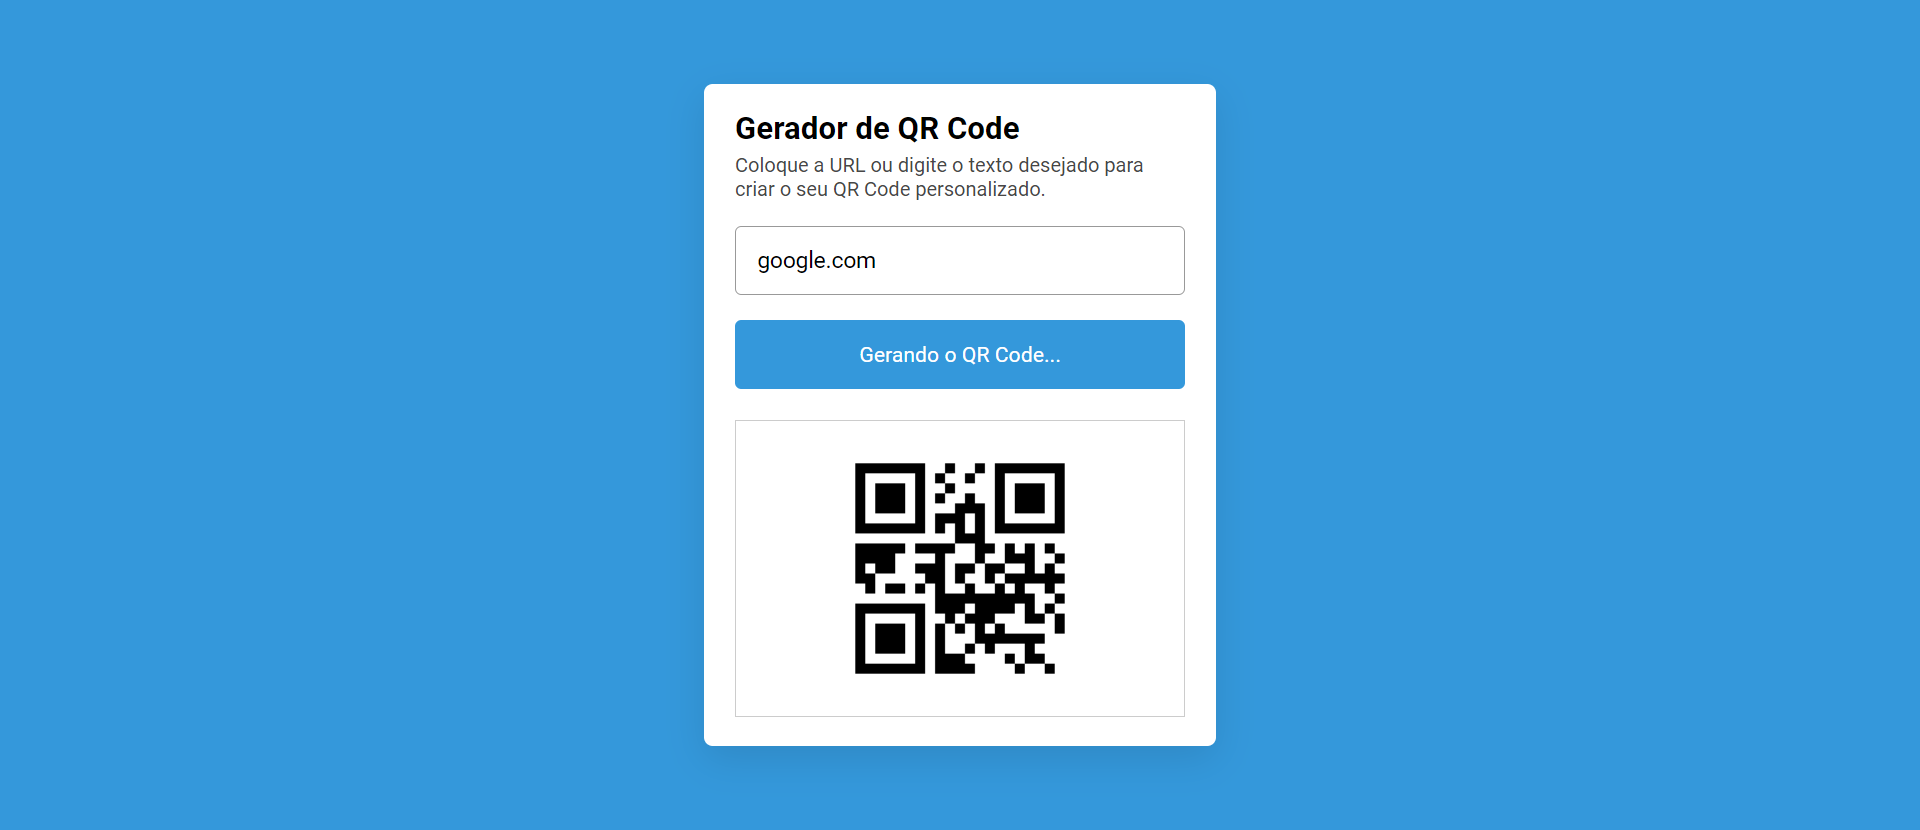 Gerador de QR Code
Coloque a URL ou digite o texto desejado para
criar o seu QR Code personalizado.
google.com
Gerando o QR Code...